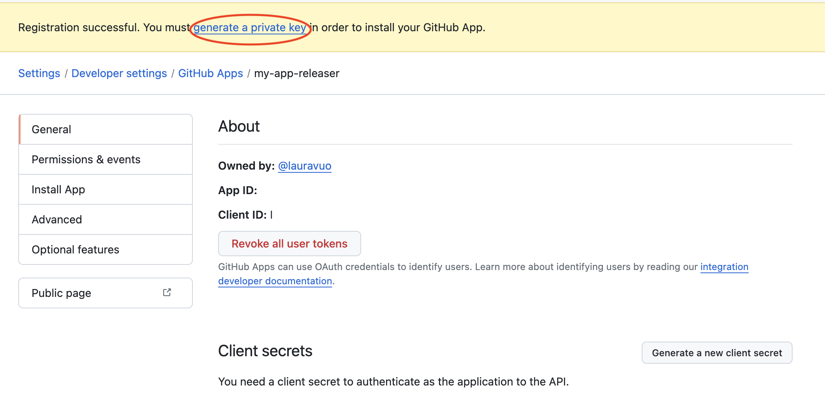 Registration successful. You must generate a private key in order to install your GitHub App.
Settings / Developer settings / GitHub Apps / my-app-releaser
General
Permissions & events
Install App
Advanced
Optional features
Public page
About
Owned by: @lauravuo
App ID:
Client ID: I
Revoke all user tokens
GitHub Apps can use OAuth credentials to identify users. Learn more about identifying users by reading our integration
developer documentation.
Client secrets
Generate a new client secret
You need a client secret to authenticate as the application to the API.